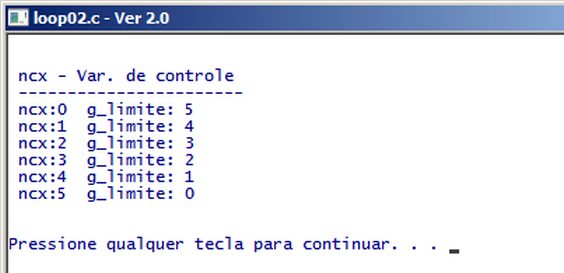 loop02.c - Ver 2.0
ncx - Var. de controle
-----------------------
ncx:0  g_limite: 5
ncx:1  g_limite: 4
ncx:2  g_limite: 3
ncx:3  g_limite: 2
ncx:4  g_limite: 1
ncx:5  g_limite: 0
Pressione qualquer tecla para continuar. . . _